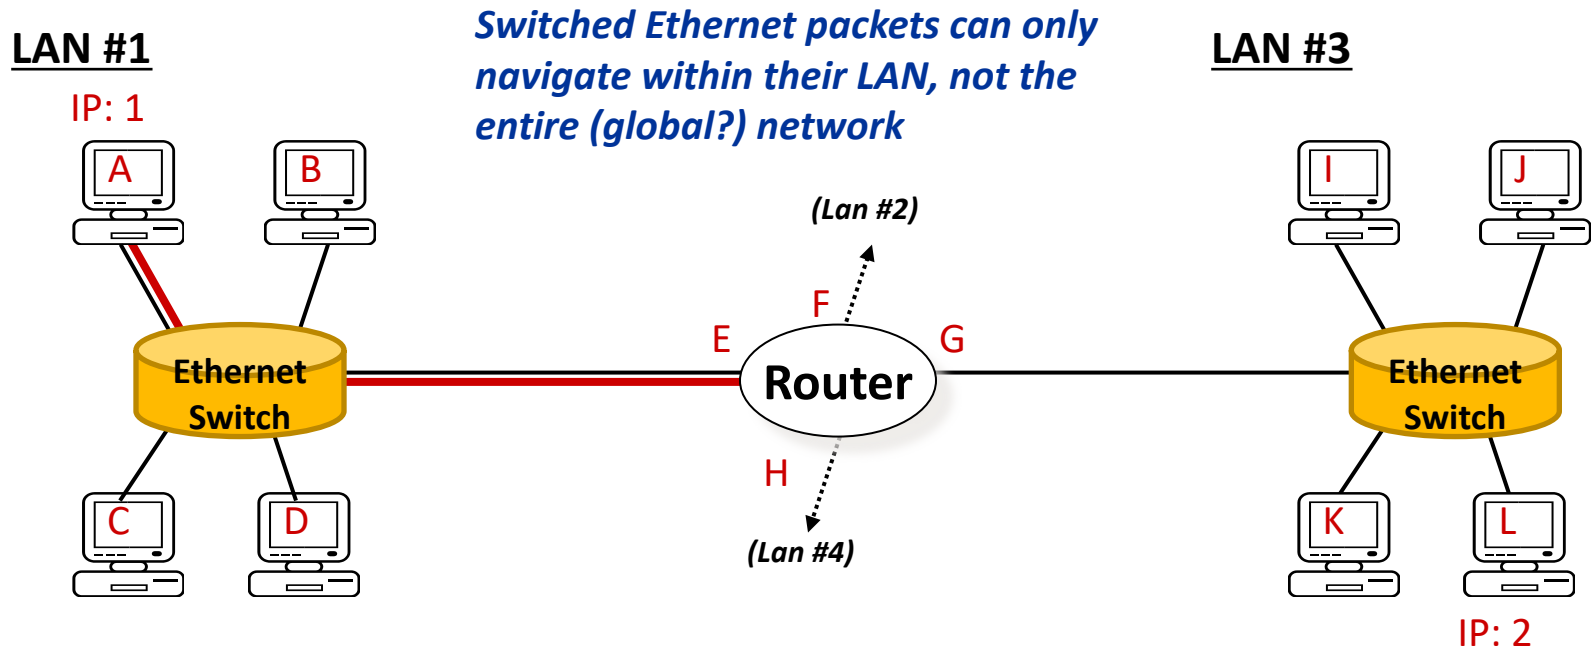 Switched Ethernet packets can only
navigate within their LAN, not the
entire (global?) network
LAN #1
IP: 1
A
B
Ethernet
Switch
C
D
(Lan #2)
F
E
G
Router
H
(Lan #4)
LAN #3
I
J
Ethernet
Switch
K
L
IP: 2